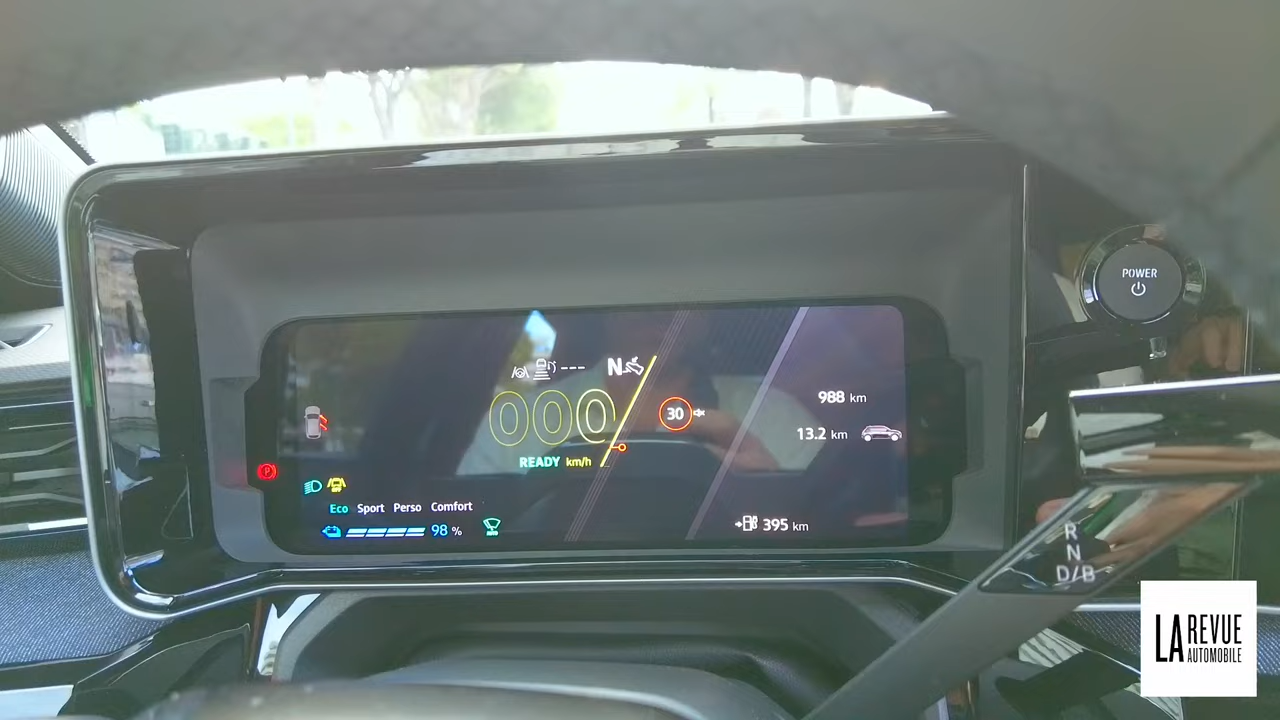 POWER
---
N
000
30
988 km
13.2 km
READY km/h
P
Eco Sport Perso Comfort
98 %
395 km
R
N
D/B
LA REVUE
AUTOMOBILE